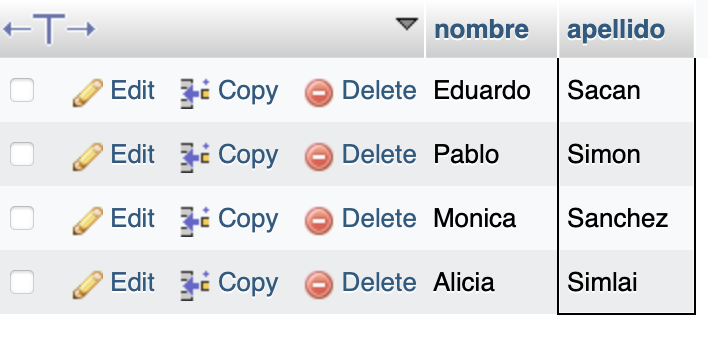 nombre apellido
Edit Copy Delete Eduardo Sacan
Edit Copy Delete Pablo Simon
Edit Copy Delete Monica Sanchez
Edit Copy Delete Alicia Simlai